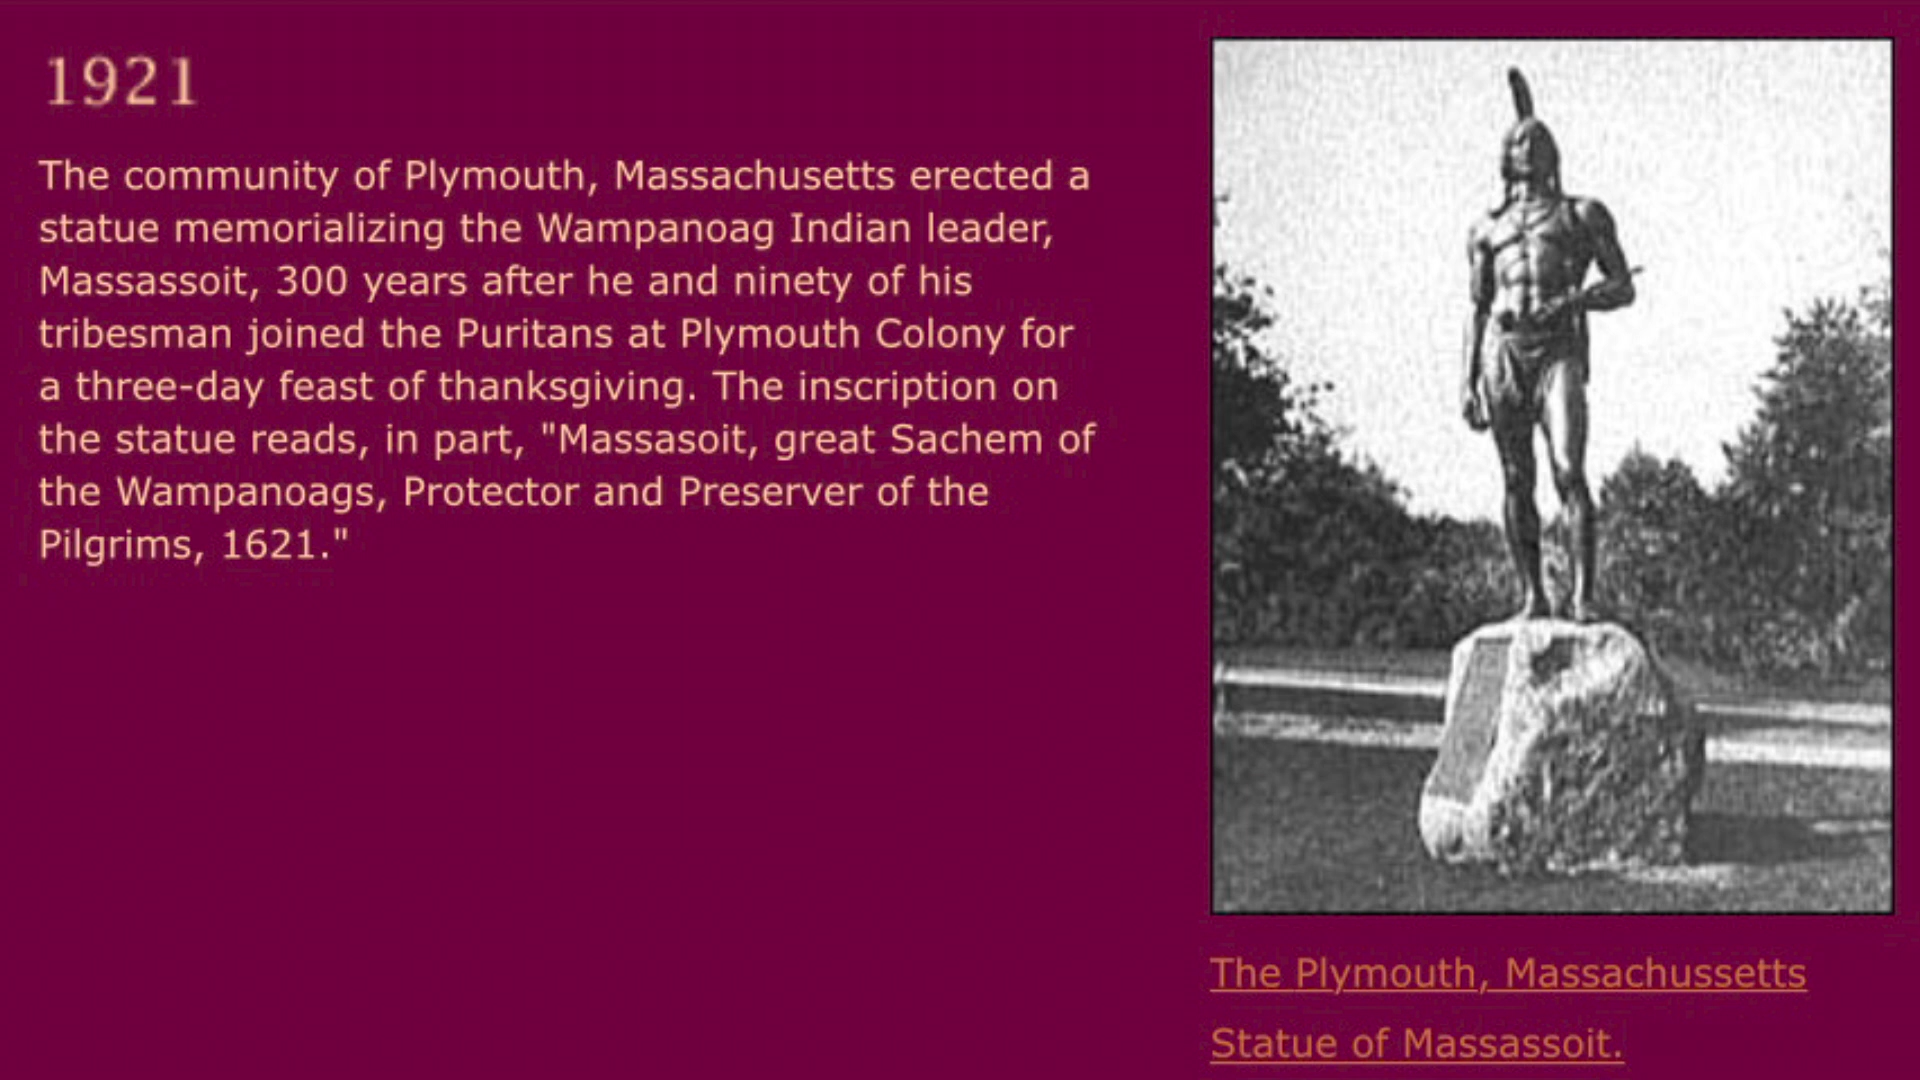 1921
The community of Plymouth, Massachusetts erected a
statue memorializing the Wampanoag Indian leader,
Massassoit, 300 years after he and ninety of his
tribesman joined the Puritans at Plymouth Colony for
a three-day feast of thanksgiving. The inscription on
the statue reads, in part, "Massasoit, great Sachem of
the Wampanoags, Protector and Preserver of the
Pilgrims, 1621."
The Plymouth, Massachussetts
Statue of Massassoit.